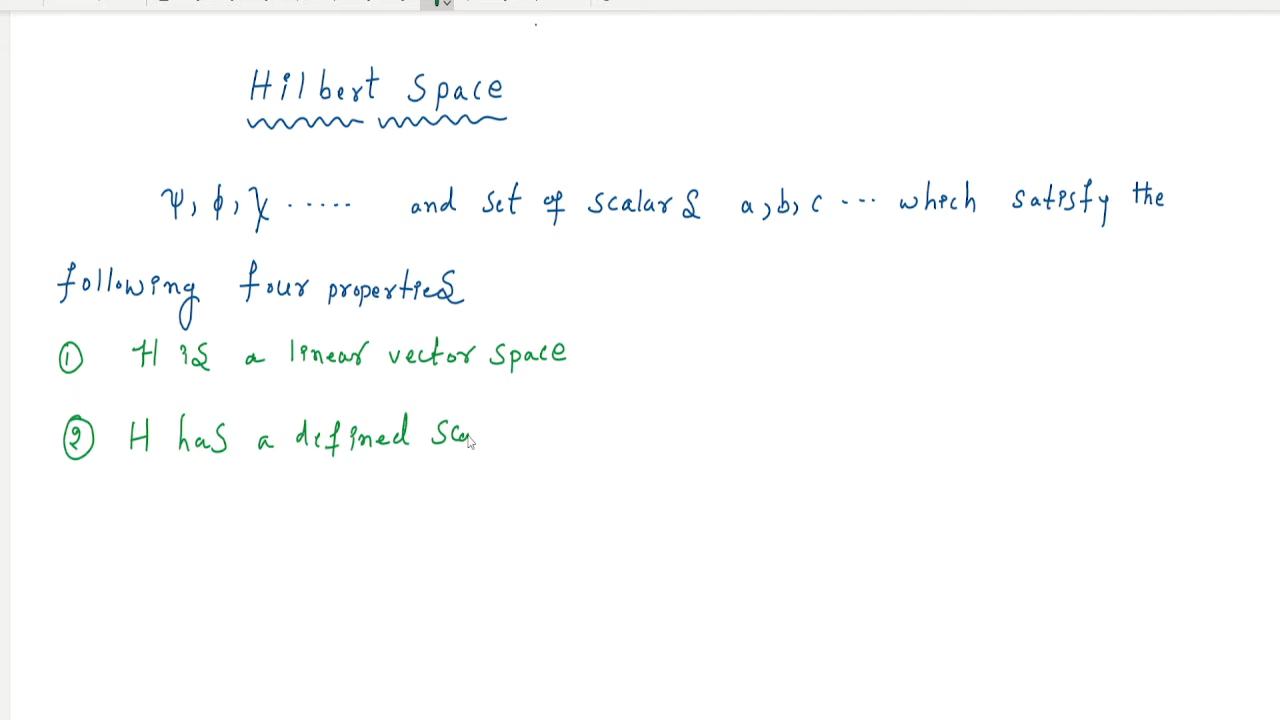 Hilbert Space
ψ, ϕ, χ ..... and set of scalars a, b, c ... which satisfy the
following four properties
① H is a linear vector space
② H has a defined sca